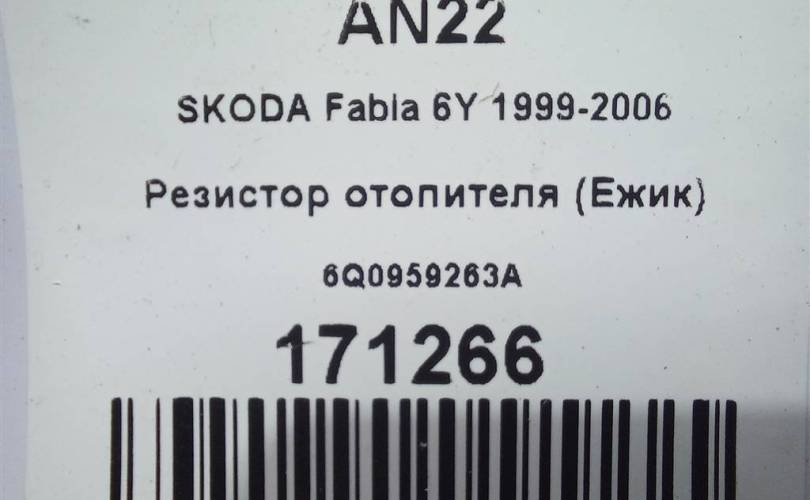 AN22
SKODA Fabia 6Y 1999-2006
Резистор отопителя (Ежик)
6Q0959263A
171266